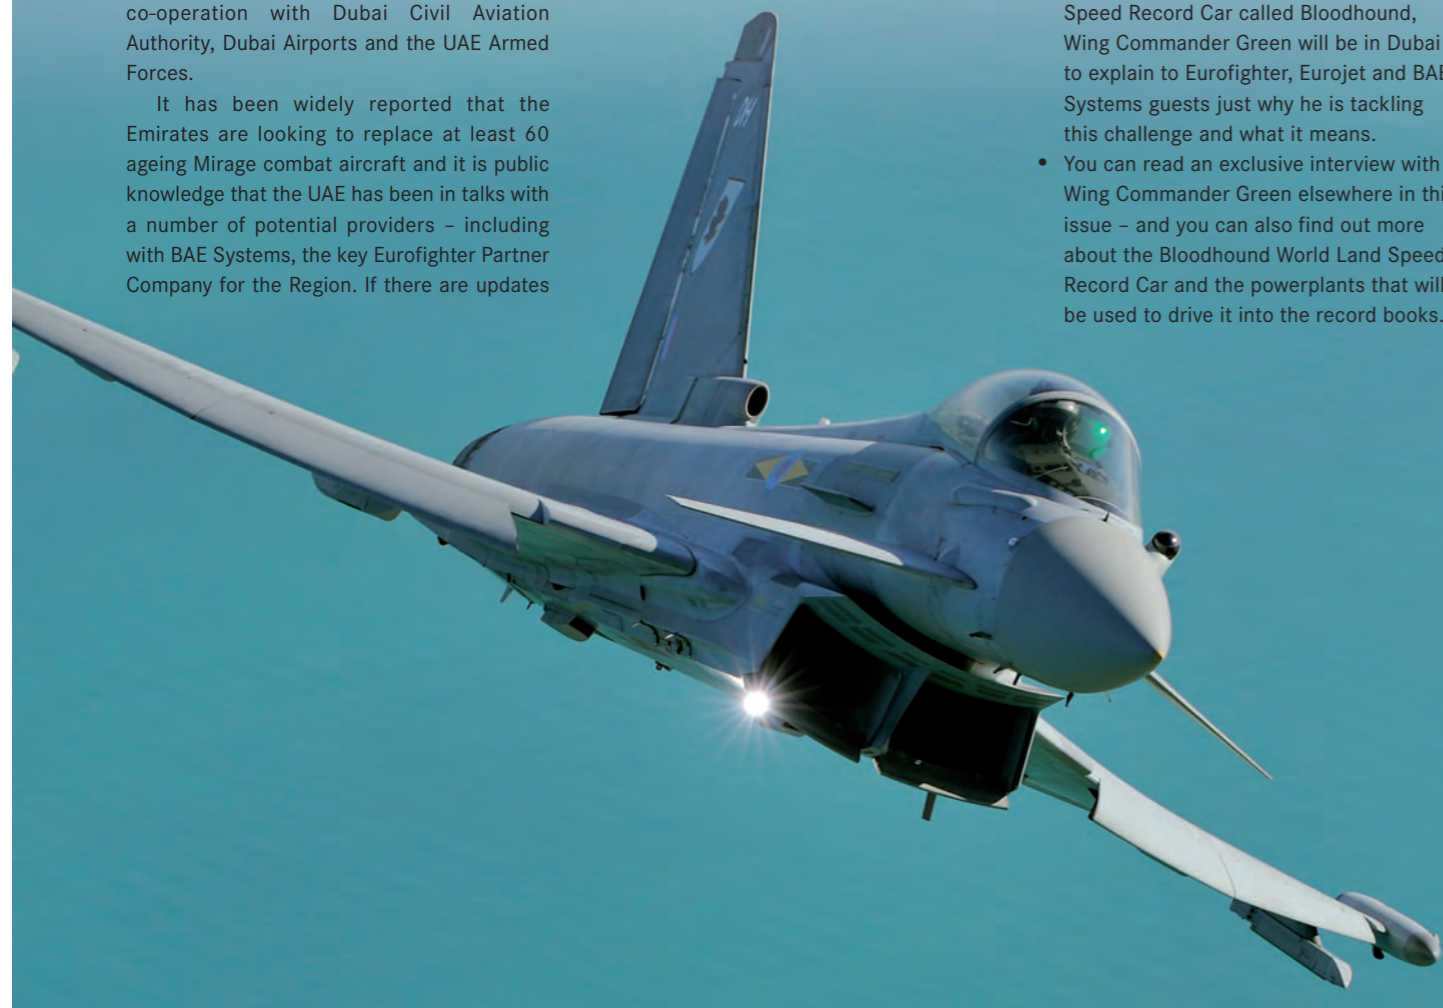 co-operation with Dubai Civil Aviation
Authority, Dubai Airports and the UAE Armed
Forces.
It has been widely reported that the
Emirates are looking to replace at least 60
ageing Mirage combat aircraft and it is public
knowledge that the UAE has been in talks with
a number of potential providers – including
with BAE Systems, the key Eurofighter Partner
Company for the Region. If there are updates
Speed Record Car called Bloodhound,
Wing Commander Green will be in Dubai
to explain to Eurofighter, Eurojet and BAE
Systems guests just why he is tackling
this challenge and what it means.
• You can read an exclusive interview with
Wing Commander Green elsewhere in thi
issue – and you can also find out more
about the Bloodhound World Land Speed
Record Car and the powerplants that will
be used to drive it into the record books.